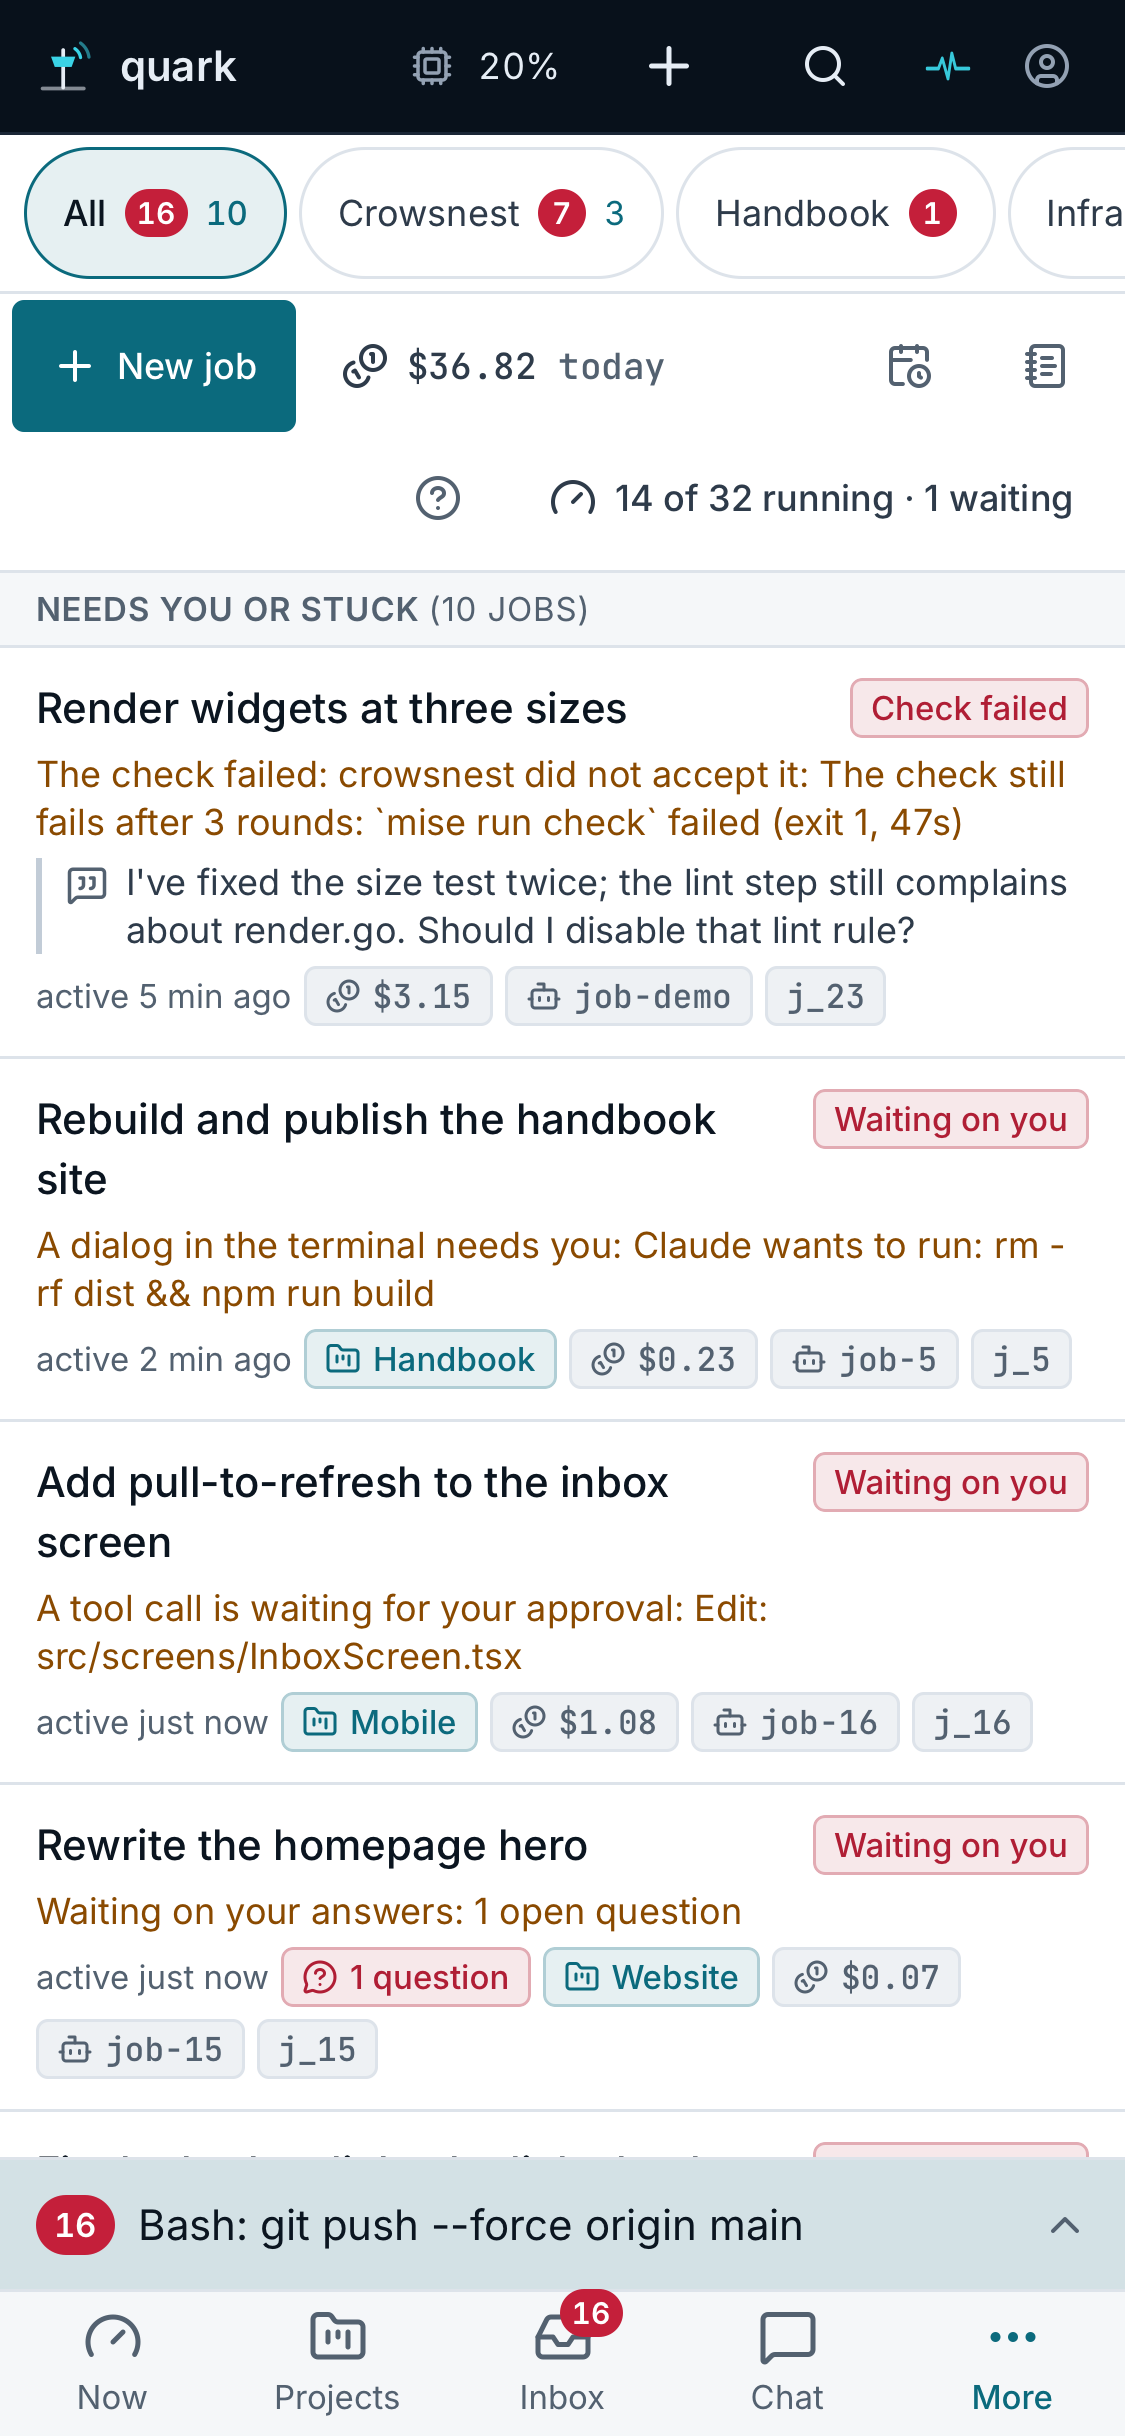 quark
20%
All 16 10
Crowsnest 7 3
Handbook 1
Infra
New job
$36.82 today
14 of 32 running · 1 waiting
NEEDS YOU OR STUCK (10 JOBS)
Render widgets at three sizes
Check failed
The check failed: crowsnest did not accept it: The check still
fails after 3 rounds: `mise run check` failed (exit 1, 47s)
I've fixed the size test twice; the lint step still complains
about render.go. Should I disable that lint rule?
active 5 min ago $3.15 job-demo j_23
Rebuild and publish the handbook
site
Waiting on you
A dialog in the terminal needs you: Claude wants to run: rm -
rf dist && npm run build
active 2 min ago Handbook $0.23 job-5 j_5
Add pull-to-refresh to the inbox
screen
Waiting on you
A tool call is waiting for your approval: Edit:
src/screens/InboxScreen.tsx
active just now Mobile $1.08 job-16 j_16
Rewrite the homepage hero
Waiting on you
Waiting on your answers: 1 open question
active just now 1 question Website $0.07
job-15 j_15
16 Bash: git push --force origin main
16
Now
Projects
Inbox
Chat
More